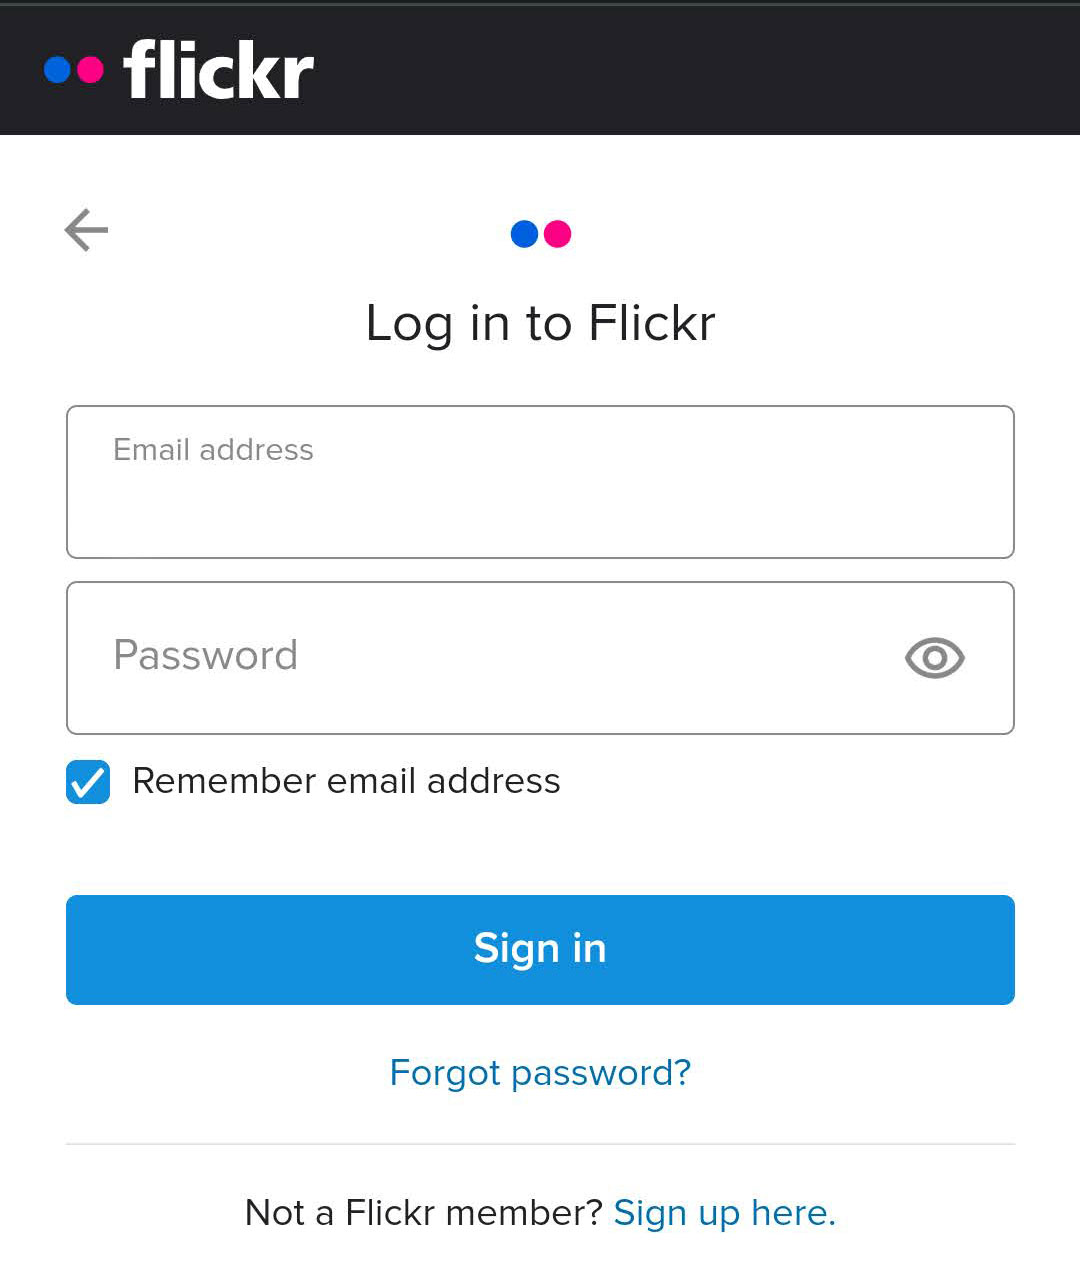 flickr
Log in to Flickr
Email address
Password
Remember email address
Sign in
Forgot password?
Not a Flickr member? Sign up here.